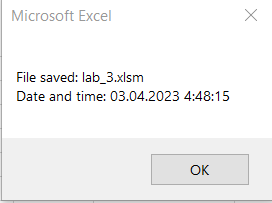 Microsoft Excel
File saved: lab_3.xlsm
Date and time: 03.04.2023 4:48:15
OK